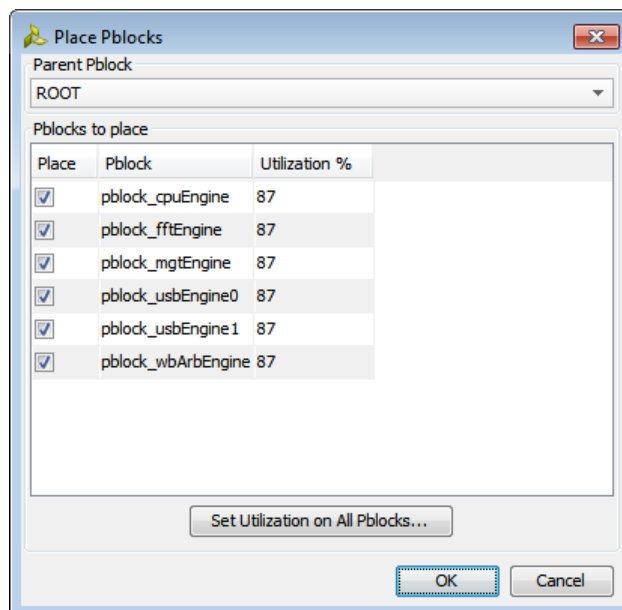 Place Pblocks
Parent Pblock
ROOT
Pblocks to place
Place Pblock Utilization %
pblock_cpuEngine 87
pblock_fftEngine 87
pblock_mgtEngine 87
pblock_usbEngine0 87
pblock_usbEngine1 87
pblock_wbArbEngine 87
Set Utilization on All Pblocks...
OK Cancel